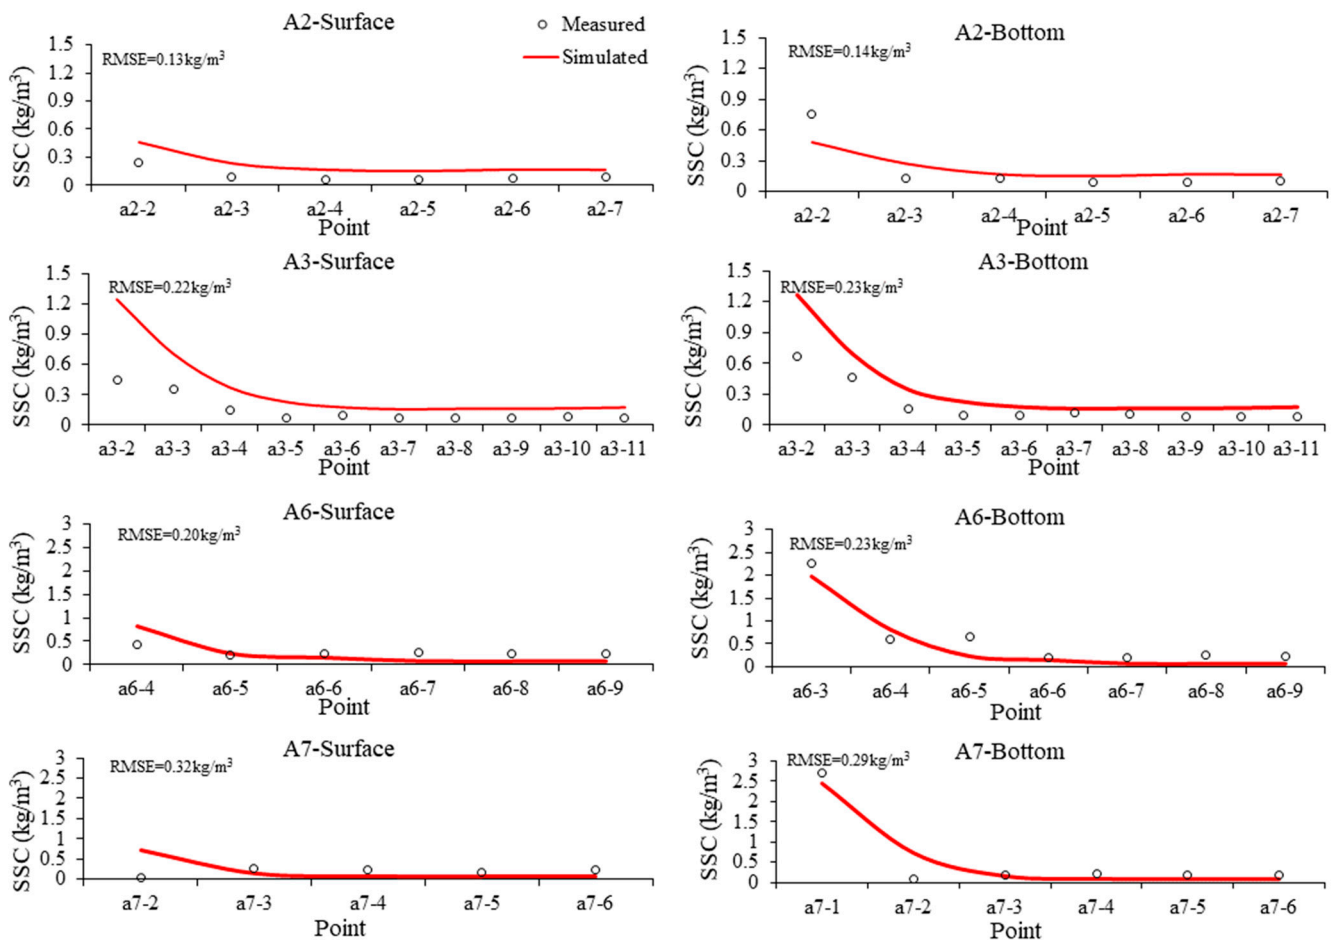 A2-Surface
Measured
Simulated
RMSE=0.13kg/m³
SSC (kg/m³)
1.5
1.2
0.9
0.6
0.3
0
a2-2 a2-3 a2-4 a2-5 a2-6 a2-7
Point
A2-Bottom
RMSE=0.14kg/m³
SSC (kg/m³)
1.5
1.2
0.9
0.6
0.3
0
a2-2 a2-3 a2-4 a2-5 a2-6 a2-7
Point
A3-Surface
RMSE=0.22kg/m³
SSC (kg/m³)
1.5
1.2
0.9
0.6
0.3
0
a3-2 a3-3 a3-4 a3-5 a3-6 a3-7 a3-8 a3-9 a3-10 a3-11
Point
A3-Bottom
RMSE=0.23kg/m³
SSC (kg/m³)
1.5
1.2
0.9
0.6
0.3
0
a3-2 a3-3 a3-4 a3-5 a3-6 a3-7 a3-8 a3-9 a3-10 a3-11
Point
A6-Surface
RMSE=0.20kg/m³
SSC (kg/m³)
3
2.5
2
1.5
1
0.5
0
a6-4 a6-5 a6-6 a6-7 a6-8 a6-9
Point
A6-Bottom
RMSE=0.23kg/m³
SSC (kg/m³)
3
2.5
2
1.5
1
0.5
0
a6-3 a6-4 a6-5 a6-6 a6-7 a6-8 a6-9
Point
A7-Surface
RMSE=0.32kg/m³
SSC (kg/m³)
3
2.5
2
1.5
1
0.5
0
a7-2 a7-3 a7-4 a7-5 a7-6
Point
A7-Bottom
RMSE=0.29kg/m³
SSC (kg/m³)
3
2.5
2
1.5
1
0.5
0
a7-1 a7-2 a7-3 a7-4 a7-5 a7-6
Point